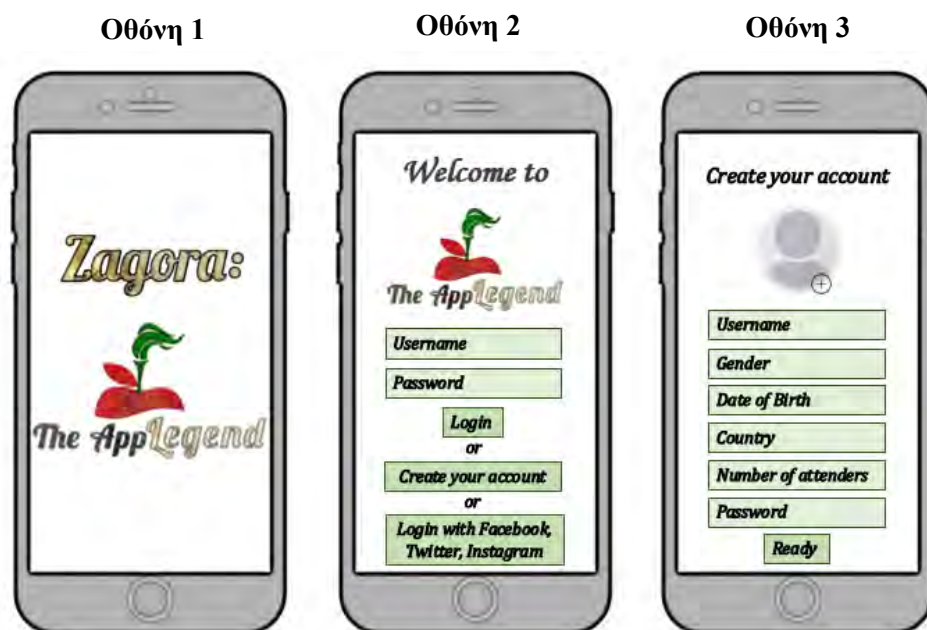 Οθόνη 1
Zagora:
The AppLegend
Οθόνη 2
Welcome to
The AppLegend
Username
Password
Login
or
Create your account
or
Login with Facebook,
Twitter, Instagram
Οθόνη 3
Create your account
Username
Gender
Date of Birth
Country
Number of attenders
Password
Ready